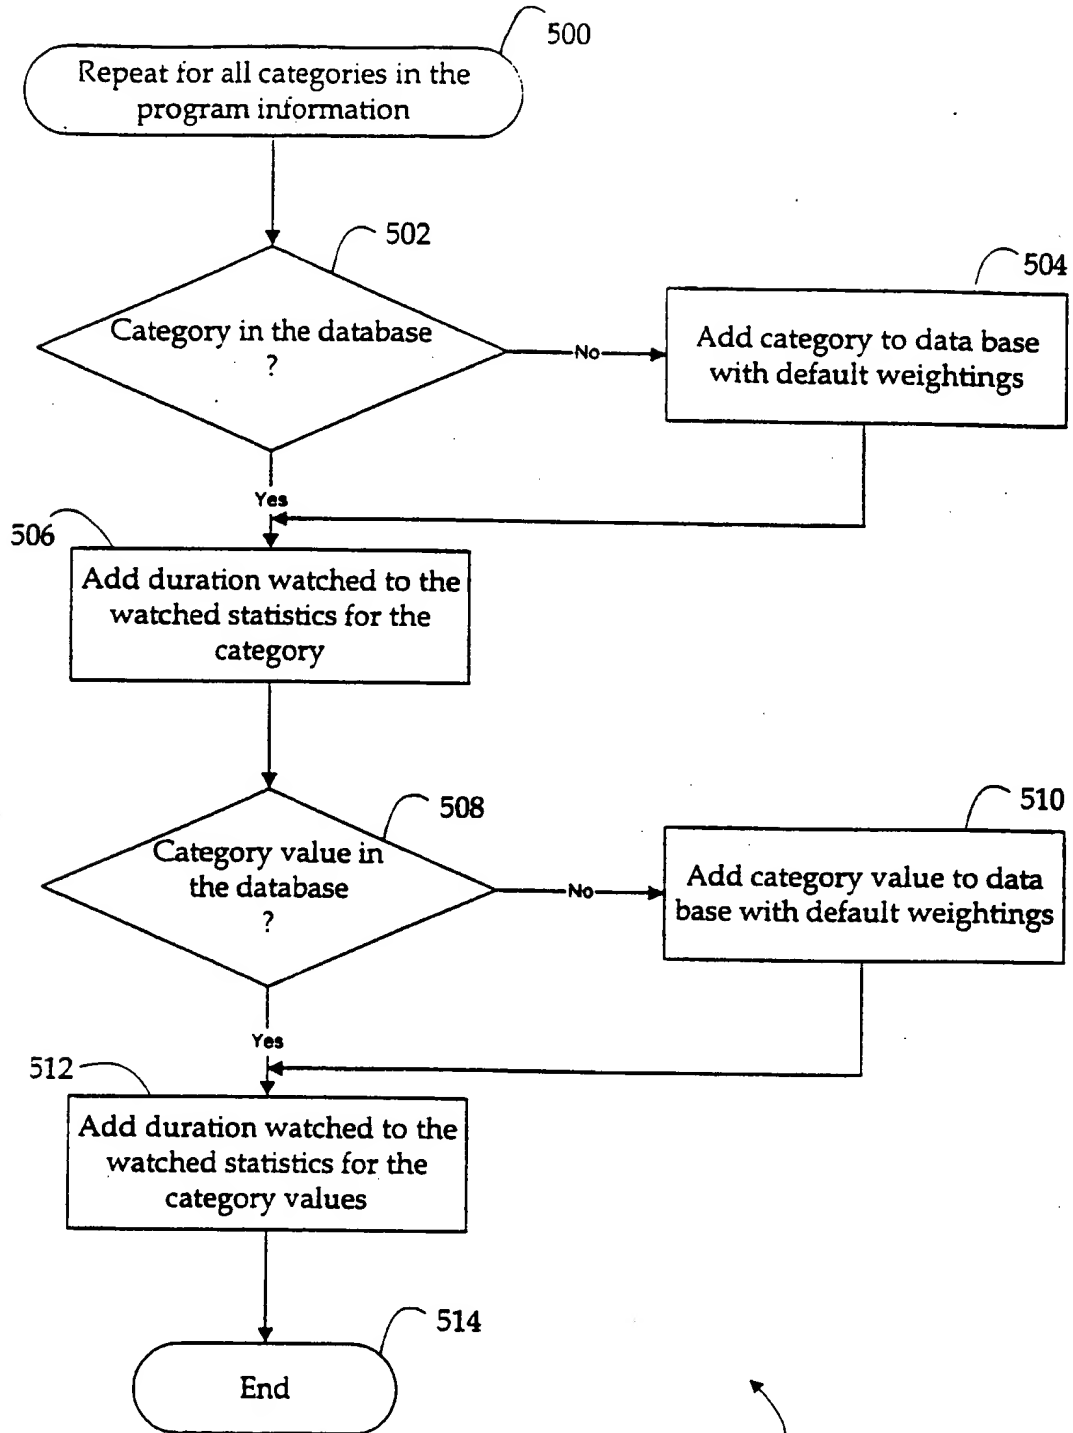 500
Repeat for all categories in the
program information
502
Category in the database
?
No
504
Add category to data base
with default weightings
Yes
506
Add duration watched to the
watched statistics for the
category
508
Category value in
the database
?
No
510
Add category value to data
base with default weightings
Yes
512
Add duration watched to the
watched statistics for the
category values
514
End